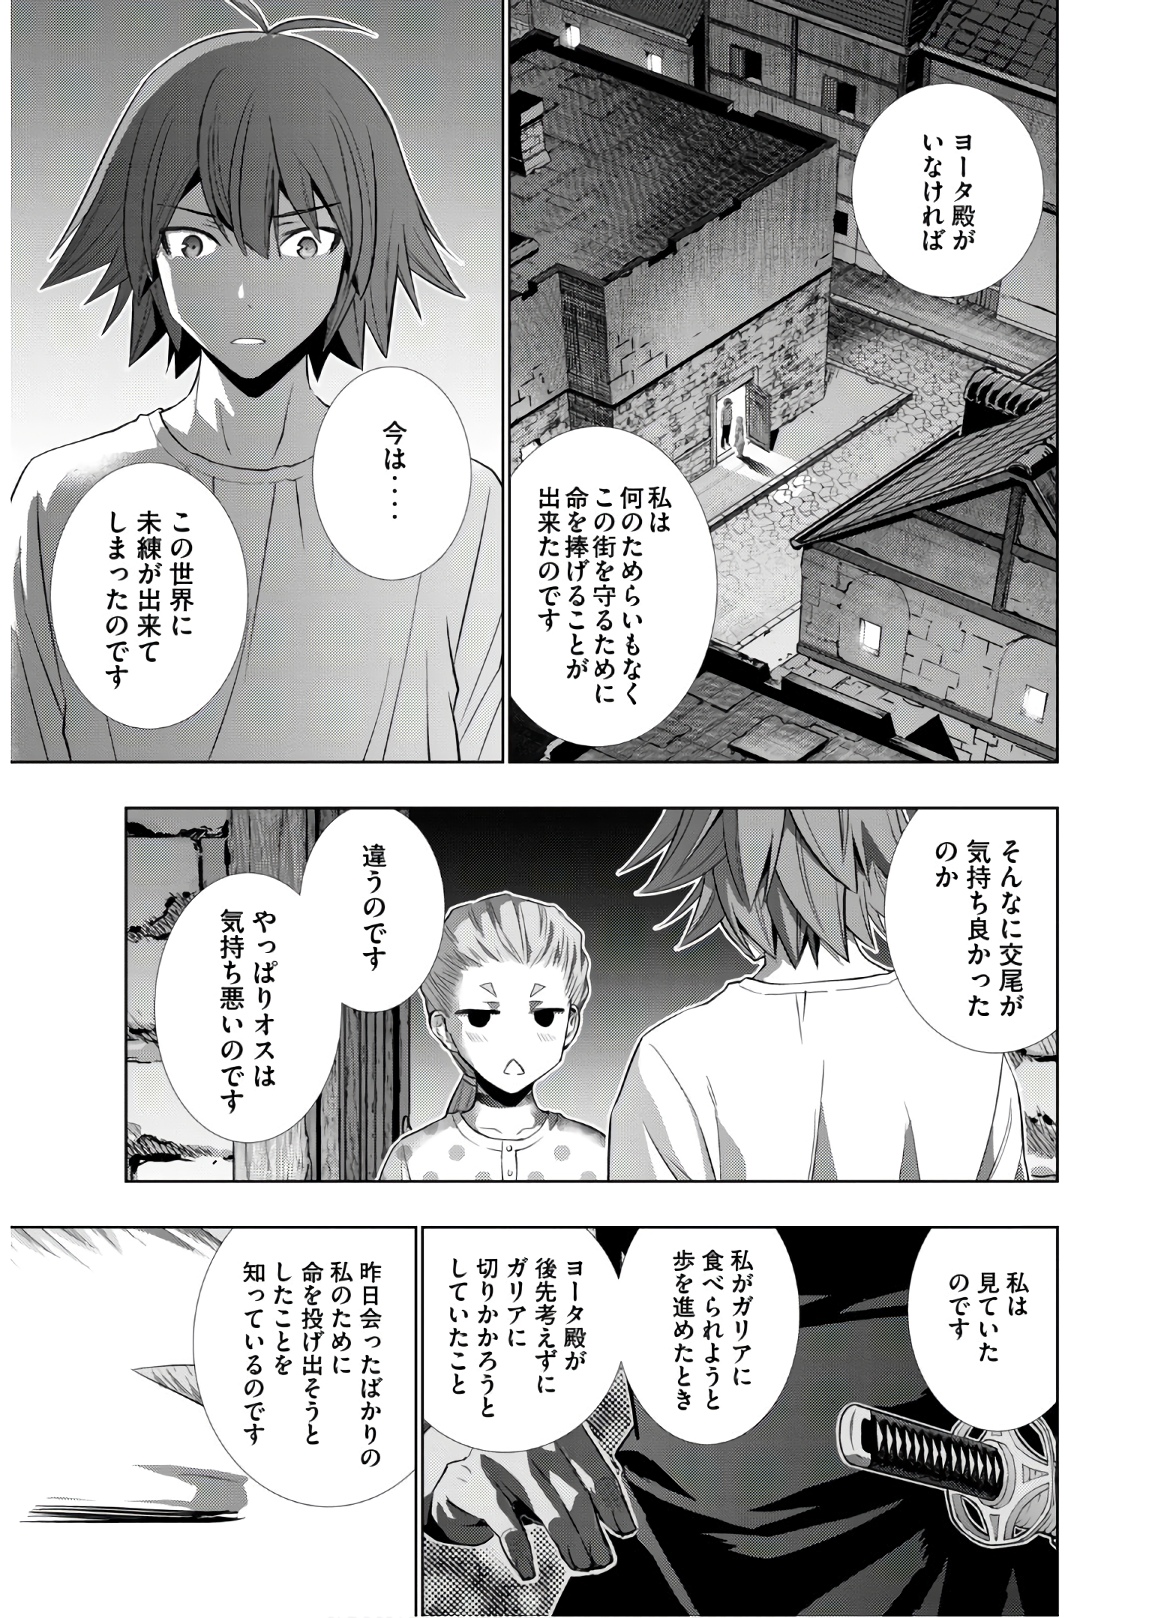 ヨータ殿が
いなければ
私は
何のためらいもなく
この街を守るために
命を捧げることが
出来たのです
今は‥‥
この世界に
未練が出来て
しまったのです
そんなに交尾が
気持ち良かった
のか
違うのです
やっぱりオスは
気持ち悪いのです
私は
見ていた
のです
私がガリアに
食べられようと
歩を進めたとき
ヨータ殿が
後先考えずに
ガリアに
切りかかろうと
していたこと
昨日会ったばかりの
私のために
命を投げ出そうと
したことを
知っているのです